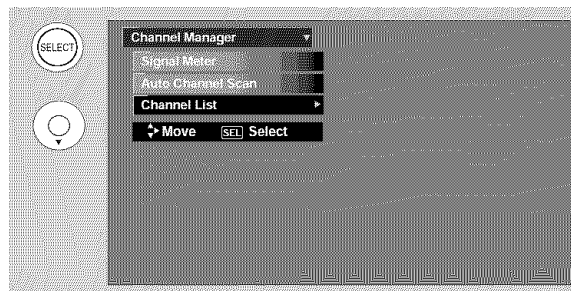 SELECT
Channel Manager
Signal Meter
Auto Channel Scan
Channel List
Move SEL Select